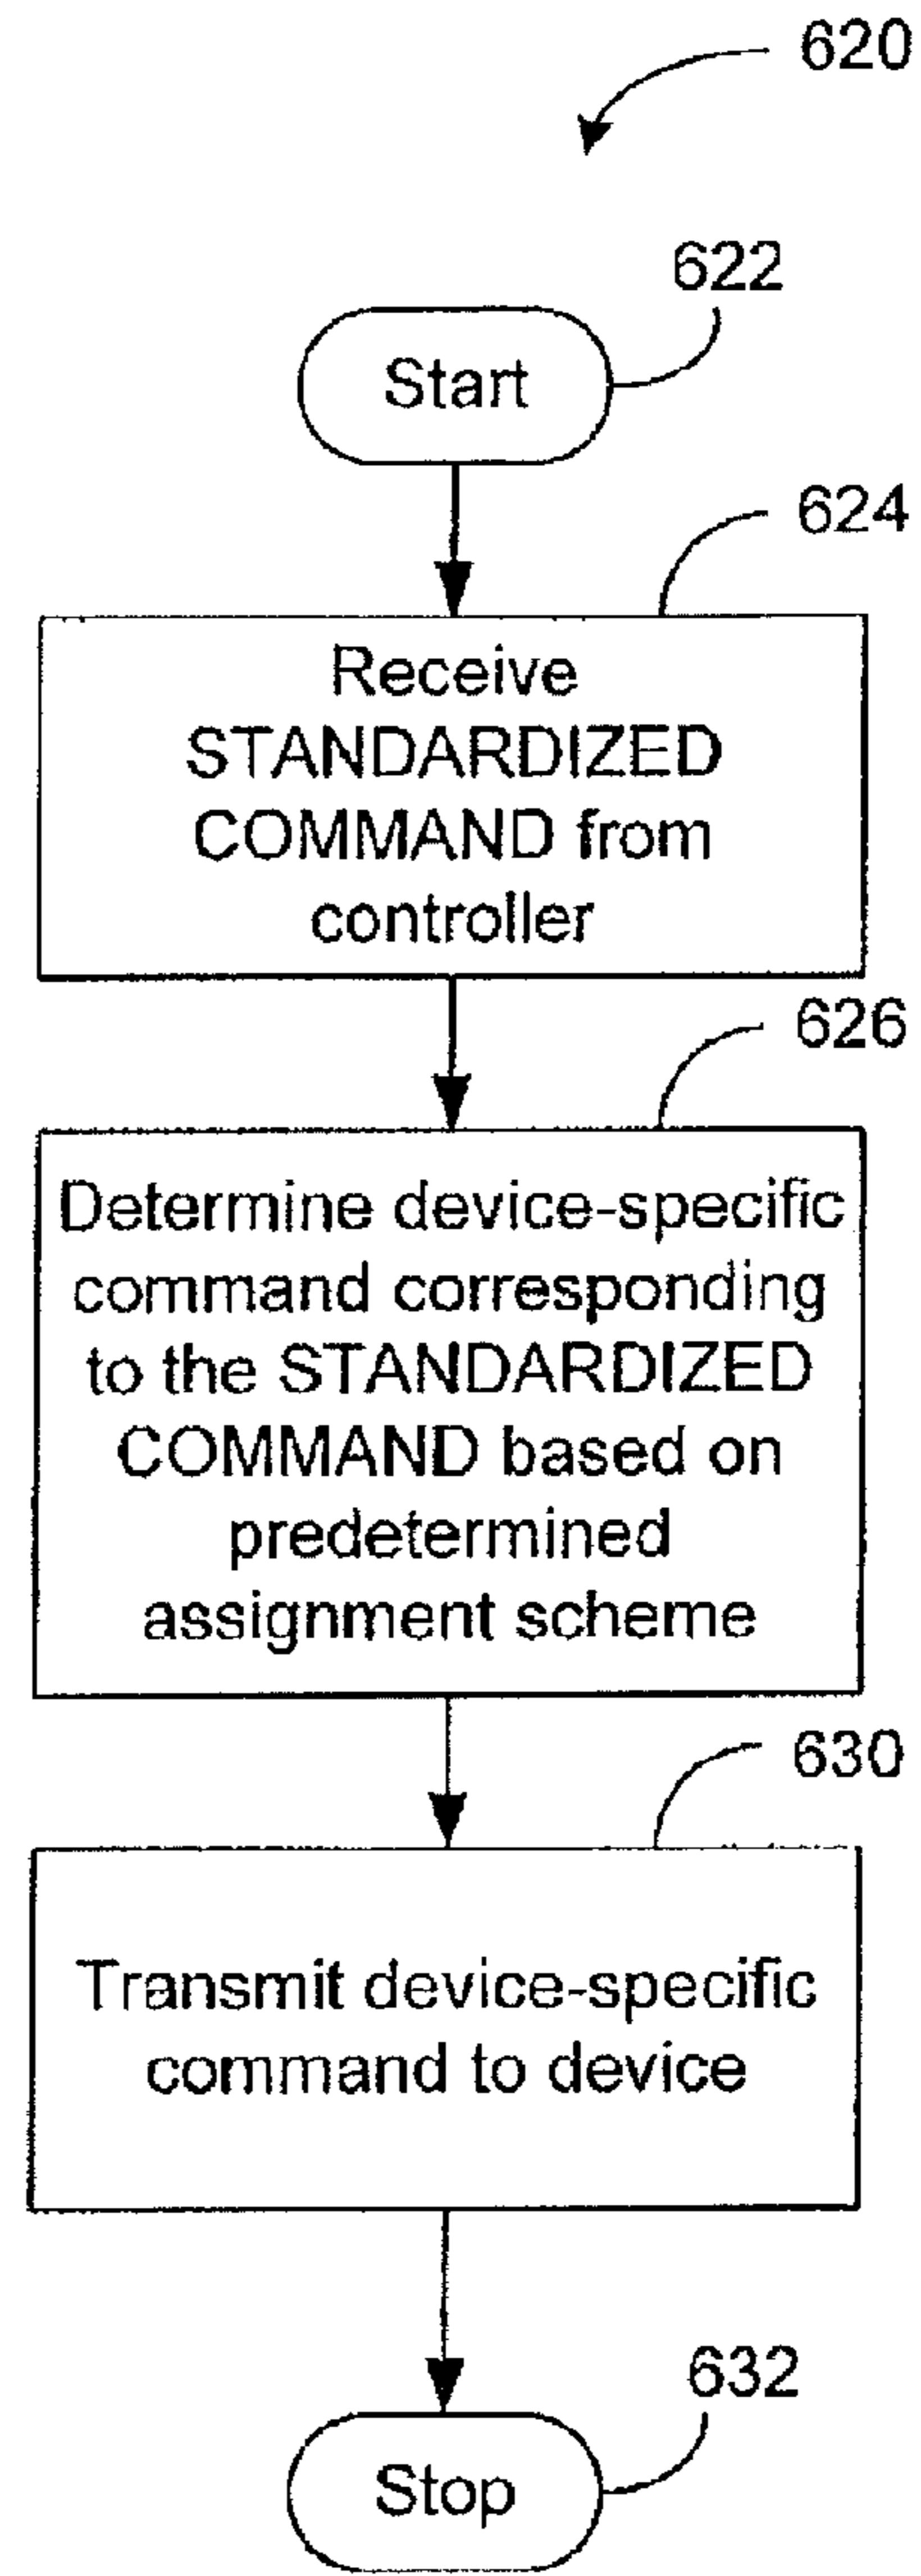 620
622
Start
624
Receive
STANDARDIZED
COMMAND from
controller
626
Determine device-specific
command corresponding
to the STANDARDIZED
COMMAND based on
predetermined
assignment scheme
630
Transmit device-specific
command to device
632
Stop